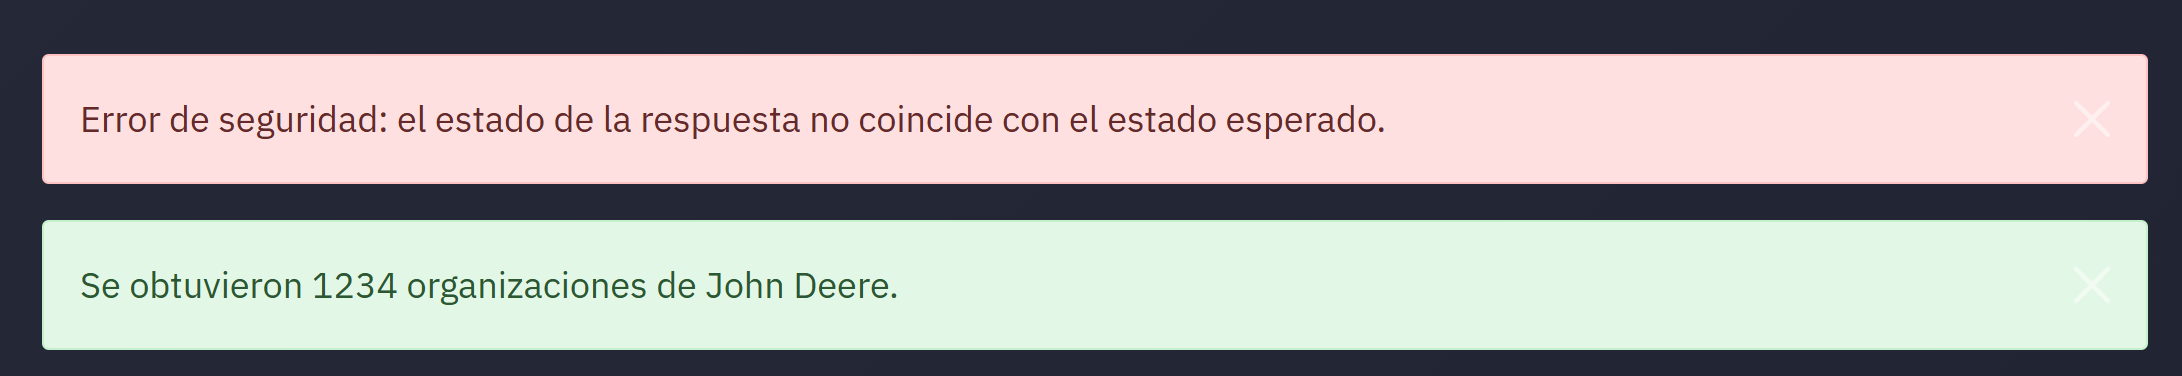 Error de seguridad: el estado de la respuesta no coincide con el estado esperado.
Se obtuvieron 1234 organizaciones de John Deere.